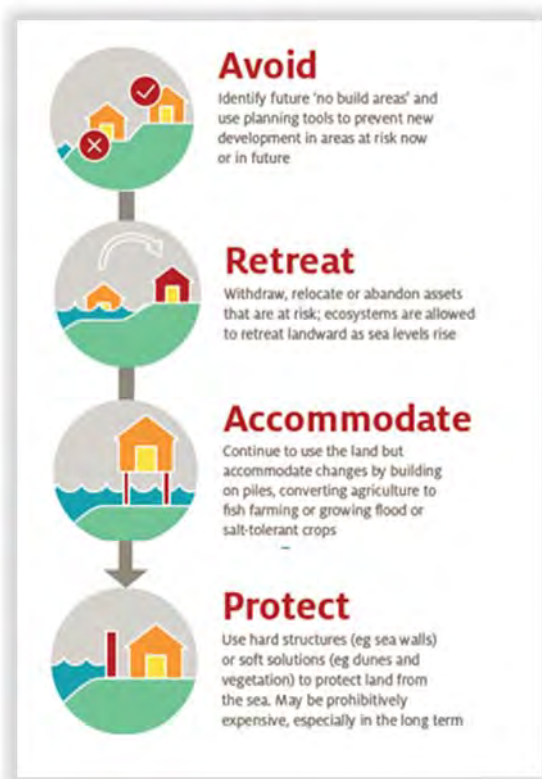 Avoid
Identify future 'no build areas' and
use planning tools to prevent new
development in areas at risk now
or in future
Retreat
Withdraw, relocate or abandon assets
that are at risk; ecosystems are allowed
to retreat landward as sea levels rise
Accommodate
Continue to use the land but
accommodate changes by building
on piles, converting agriculture to
fish farming or growing flood or
salt-tolerant crops
Protect
Use hard structures (eg sea walls)
or soft solutions (eg dunes and
vegetation) to protect land from
the sea. May be prohibitively
expensive, especially in the long term